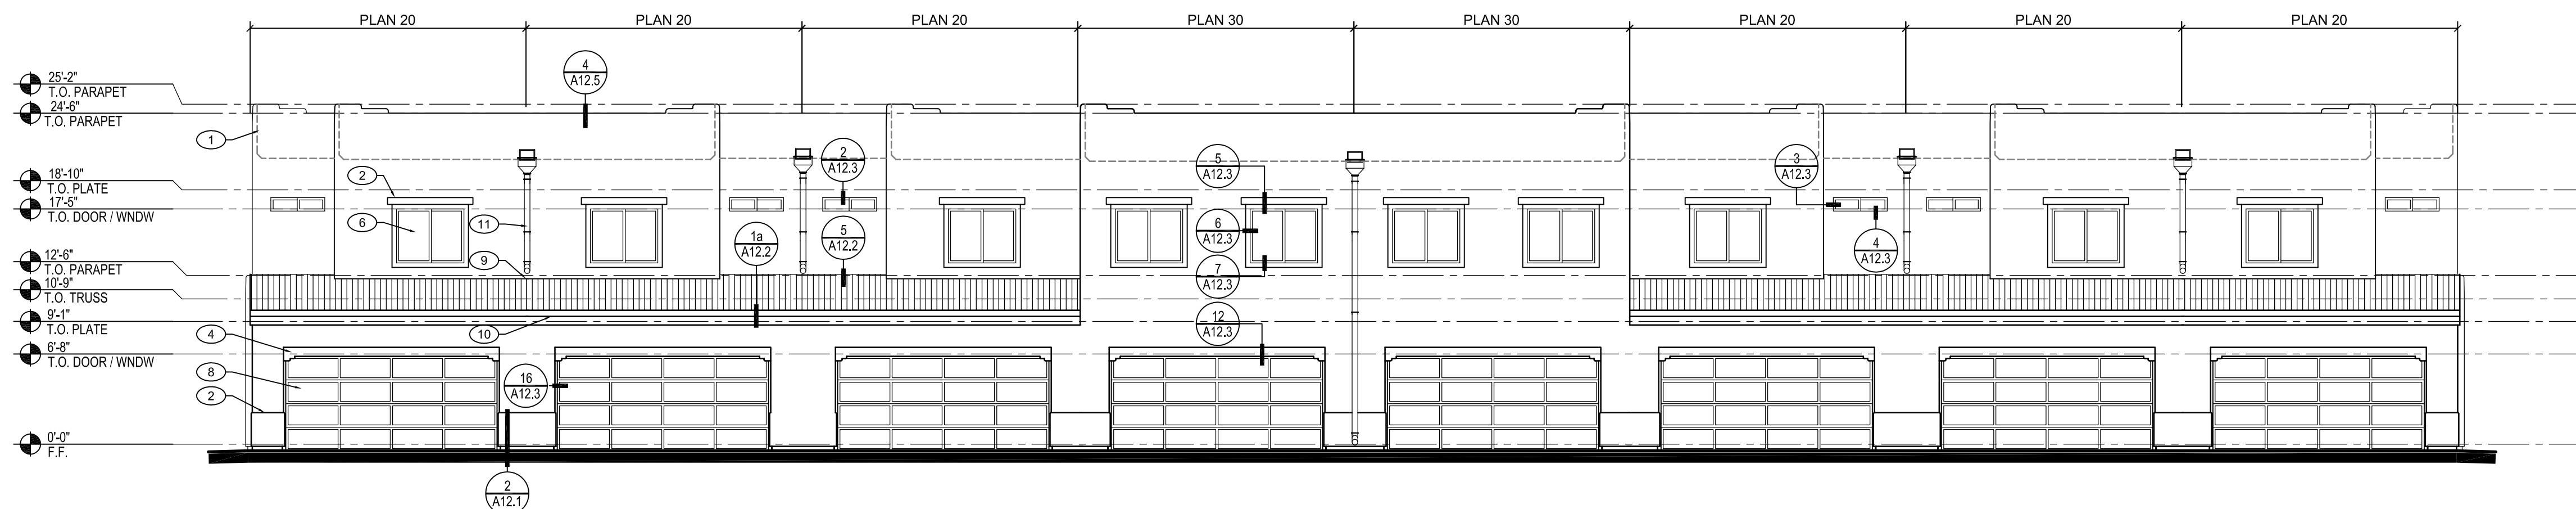 PLAN 20
PLAN 20
PLAN 20
PLAN 30
PLAN 30
PLAN 20
PLAN 20
PLAN 20
25'-2"
T.O. PARAPET
24'-6"
T.O. PARAPET
18'-10"
T.O. PLATE
17'-5"
T.O. DOOR / WNDW
12'-6"
T.O. PARAPET
10'-9"
T.O. TRUSS
9'-1"
T.O. PLATE
6'-8"
T.O. DOOR / WNDW
0'-0"
F.F.
1
2
6
11
9
10
4
8
2
4
A12.5
2
A12.3
1a
A12.2
5
A12.2
5
A12.3
6
A12.3
7
A12.3
12
A12.3
3
A12.3
4
A12.3
16
A12.3
2
A12.1